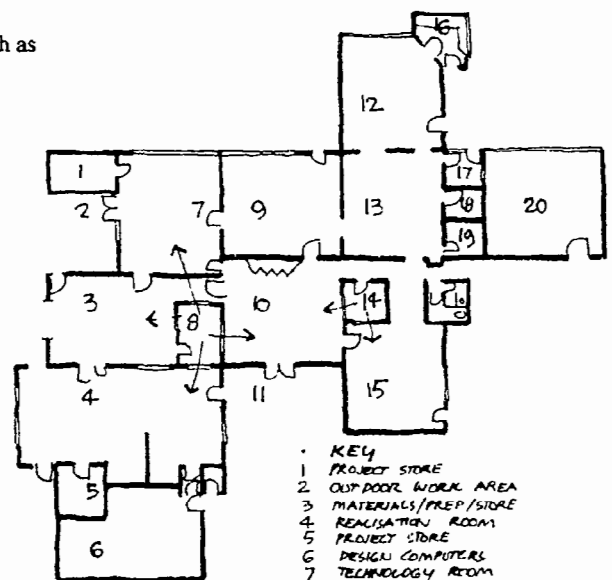 h as
16
12
1
17
2
7
9
13
18
20
19
3
8
10
14
4
11
15
5
6
· KEY
1 PROJECT STORE
2 OUTDOOR WORK AREA
3 MATERIALS/PREP/STORE
4 REALISATION ROOM
5 PROJECT STORE
6 DESIGN COMPUTERS
7 TECHNOLOGY ROOM